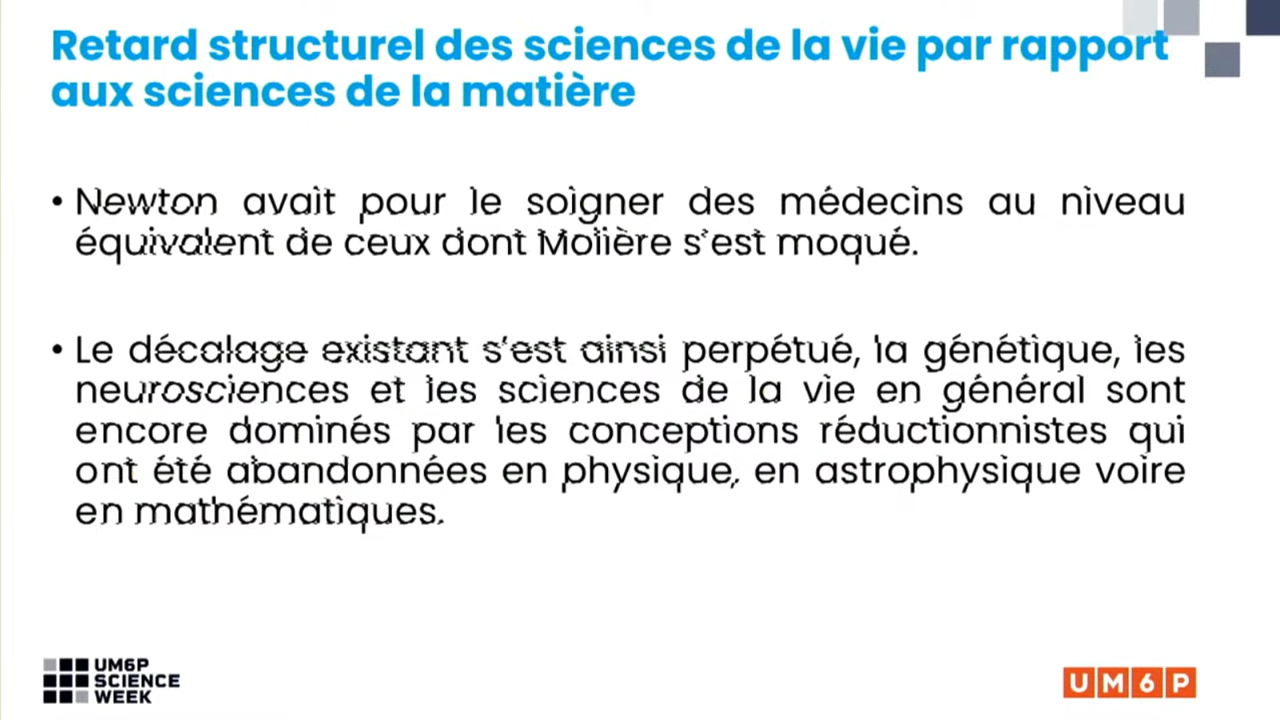 Retard structurel des sciences de la vie par rapport
aux sciences de la matière
• Newton avait pour le soigner des médecins au niveau
équivalent de ceux dont Molière s'est moqué.
• Le décalage existant s'est ainsi perpétué, la génétique, les
neurosciences et les sciences de la vie en général sont
encore dominés par les conceptions réductionnistes qui
ont été abandonnées en physique, en astrophysique voire
en mathématiques.
UM6P
SCIENCE
WEEK
UM6P